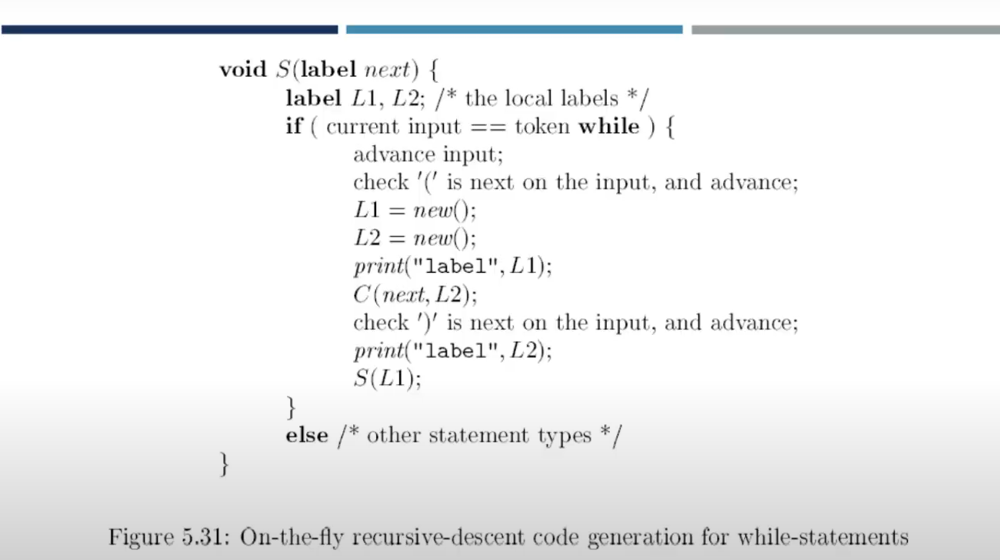 void S(label next) {
label L1, L2; /* the local labels */
if ( current input == token while ) {
advance input;
check '(' is next on the input, and advance;
L1 = new();
L2 = new();
print("label", L1);
C(next, L2);
check ')' is next on the input, and advance;
print("label", L2);
S(L1);
}
else /* other statement types */
}
Figure 5.31: On-the-fly recursive-descent code generation for while-statements